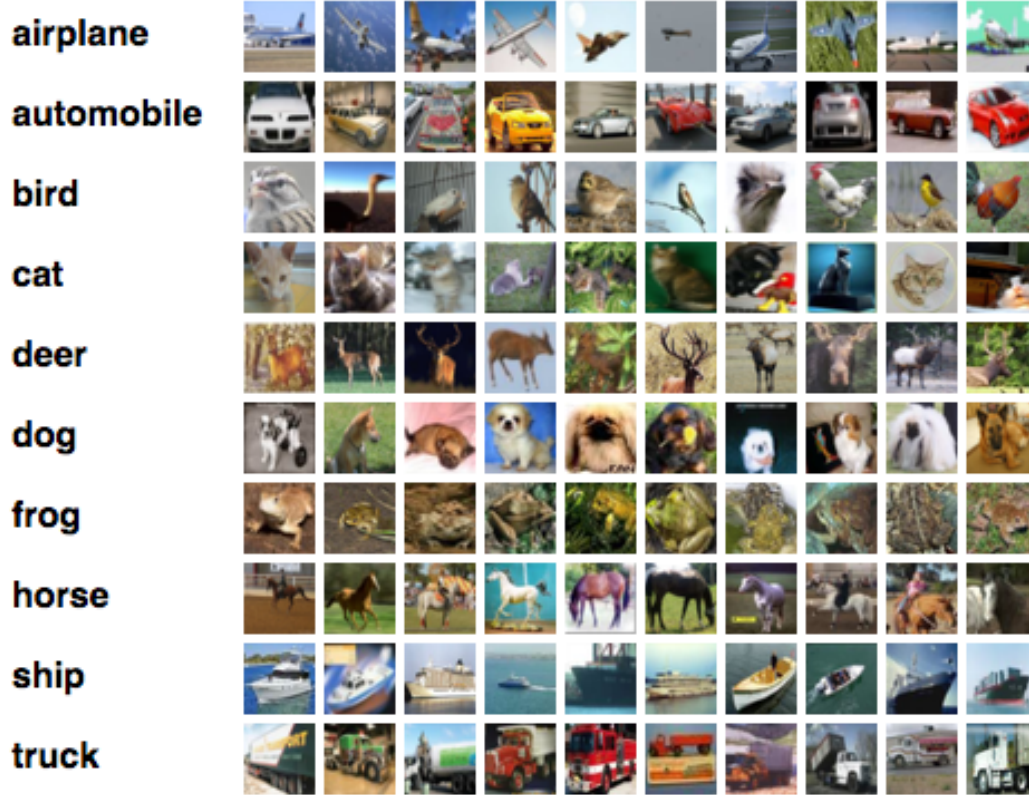 airplane
automobile
bird
cat
deer
dog
frog
horse
ship
truck